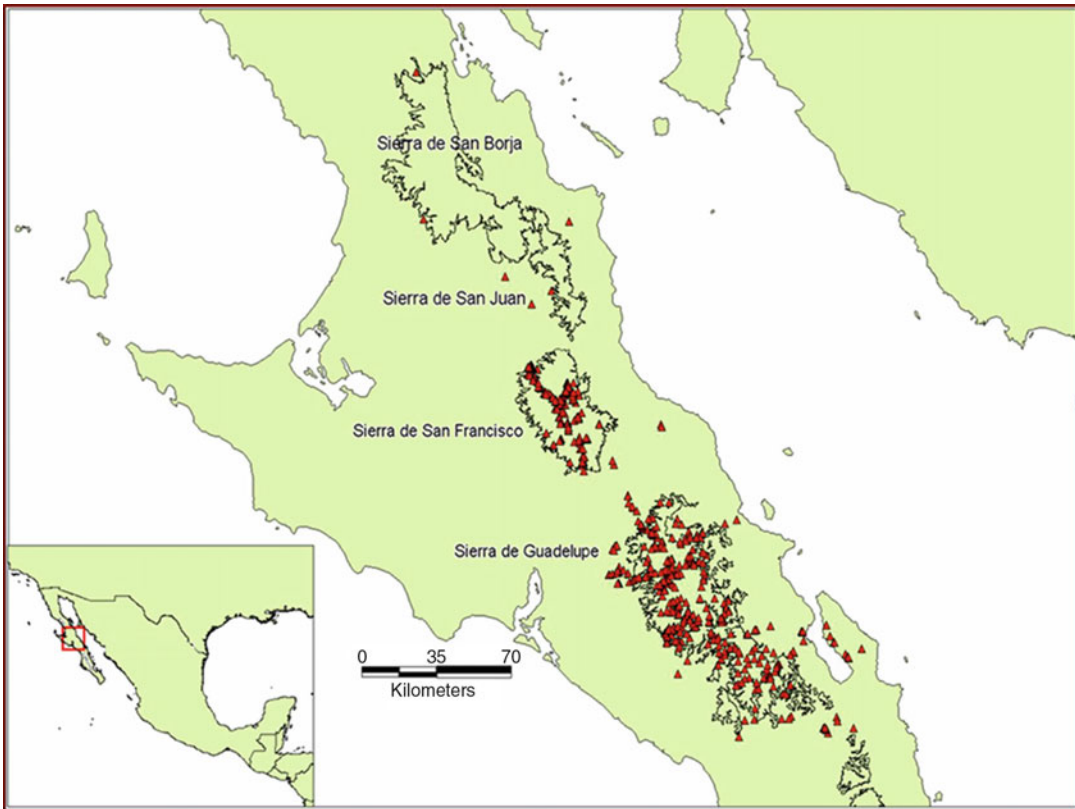 Sierra de San Borja
Sierra de San Juan
Sierra de San Francisco
Sierra de Guadelupe
0 35 70
Kilometers